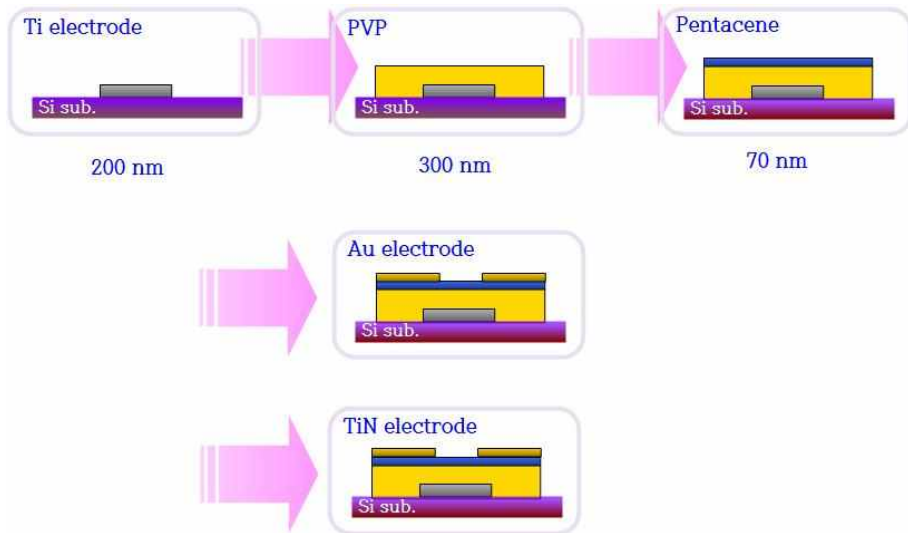 Ti electrode
Si sub.
200 nm
PVP
Si sub.
300 nm
Pentacene
Si sub.
70 nm
Au electrode
Si sub.
TiN electrode
Si sub.